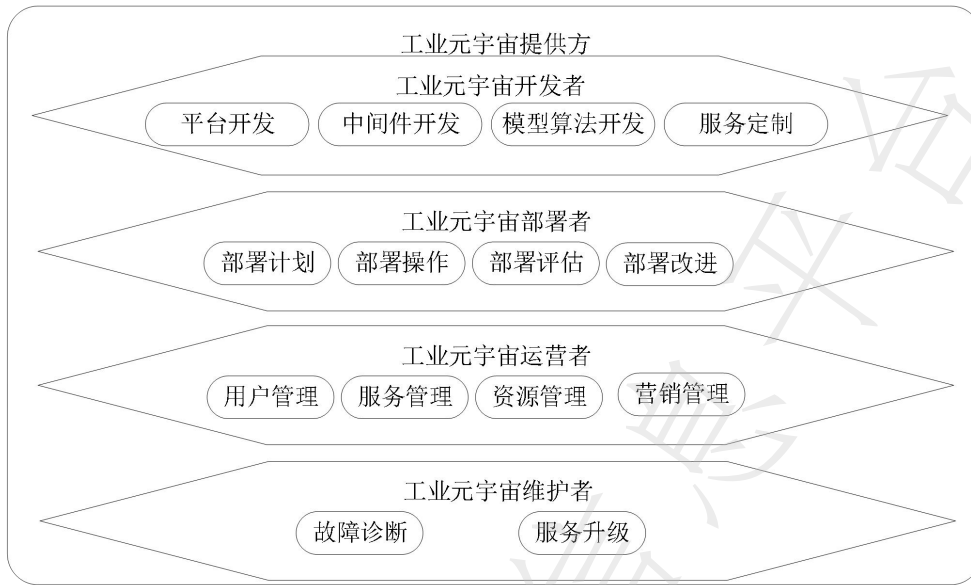 工业元宇宙提供方
工业元宇宙开发者
平台开发 中间件开发 模型算法开发 服务定制
工业元宇宙部署者
部署计划 部署操作 部署评估 部署改进
工业元宇宙运营者
用户管理 服务管理 资源管理 营销管理
工业元宇宙维护者
故障诊断 服务升级